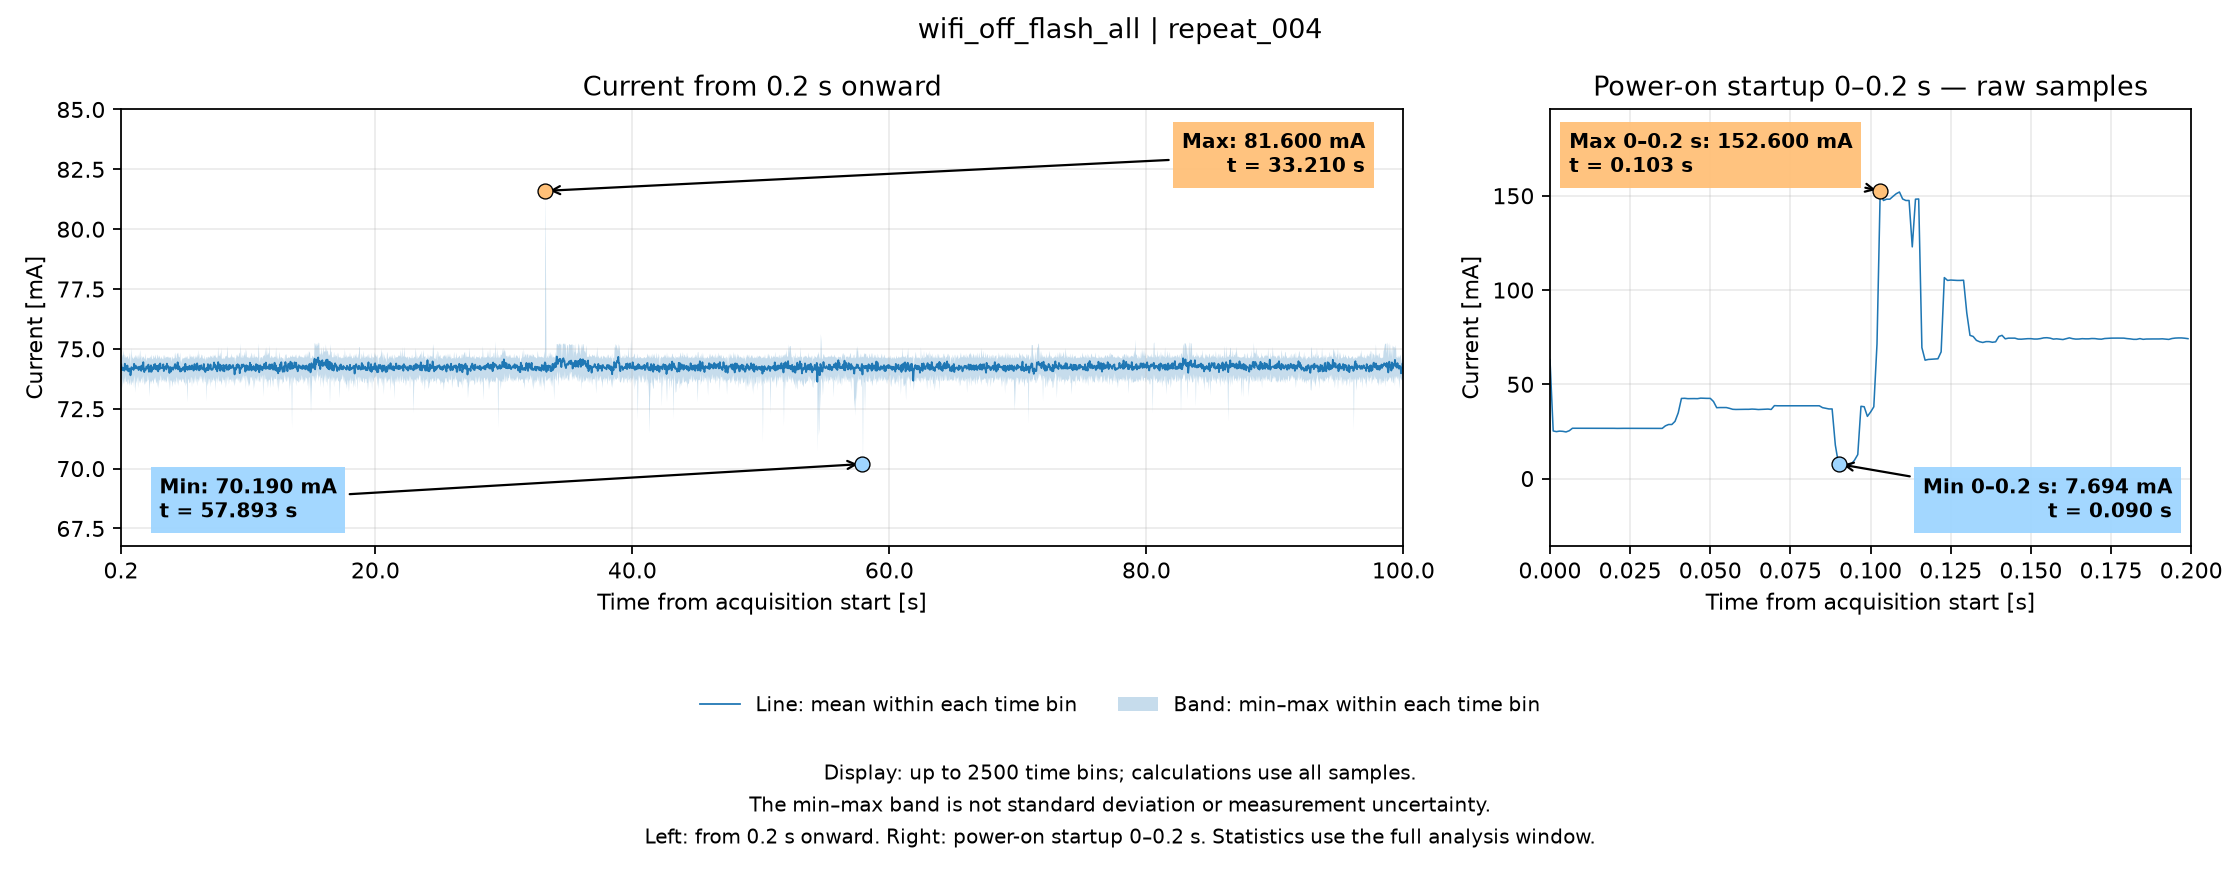 wifi_off_flash_all | repeat_004
Current from 0.2 s onward
Current [mA]
85.0
82.5
80.0
77.5
75.0
72.5
70.0
67.5
Max: 81.600 mA
t = 33.210 s
Min: 70.190 mA
t = 57.893 s
0.2 20.0 40.0 60.0 80.0 100.0
Time from acquisition start [s]
Power-on startup 0–0.2 s — raw samples
Current [mA]
150
100
50
0
Max 0–0.2 s: 152.600 mA
t = 0.103 s
Min 0–0.2 s: 7.694 mA
t = 0.090 s
0.000 0.025 0.050 0.075 0.100 0.125 0.150 0.175 0.200
Time from acquisition start [s]
Line: mean within each time bin
Band: min–max within each time bin
Display: up to 2500 time bins; calculations use all samples.
The min–max band is not standard deviation or measurement uncertainty.
Left: from 0.2 s onward. Right: power-on startup 0–0.2 s. Statistics use the full analysis window.